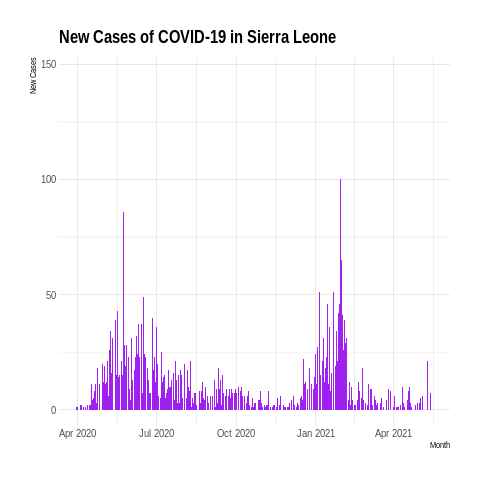 New Cases of COVID-19 in Sierra Leone
New Cases
150
100
50
0
Apr 2020 Jul 2020 Oct 2020 Jan 2021 Apr 2021
Month